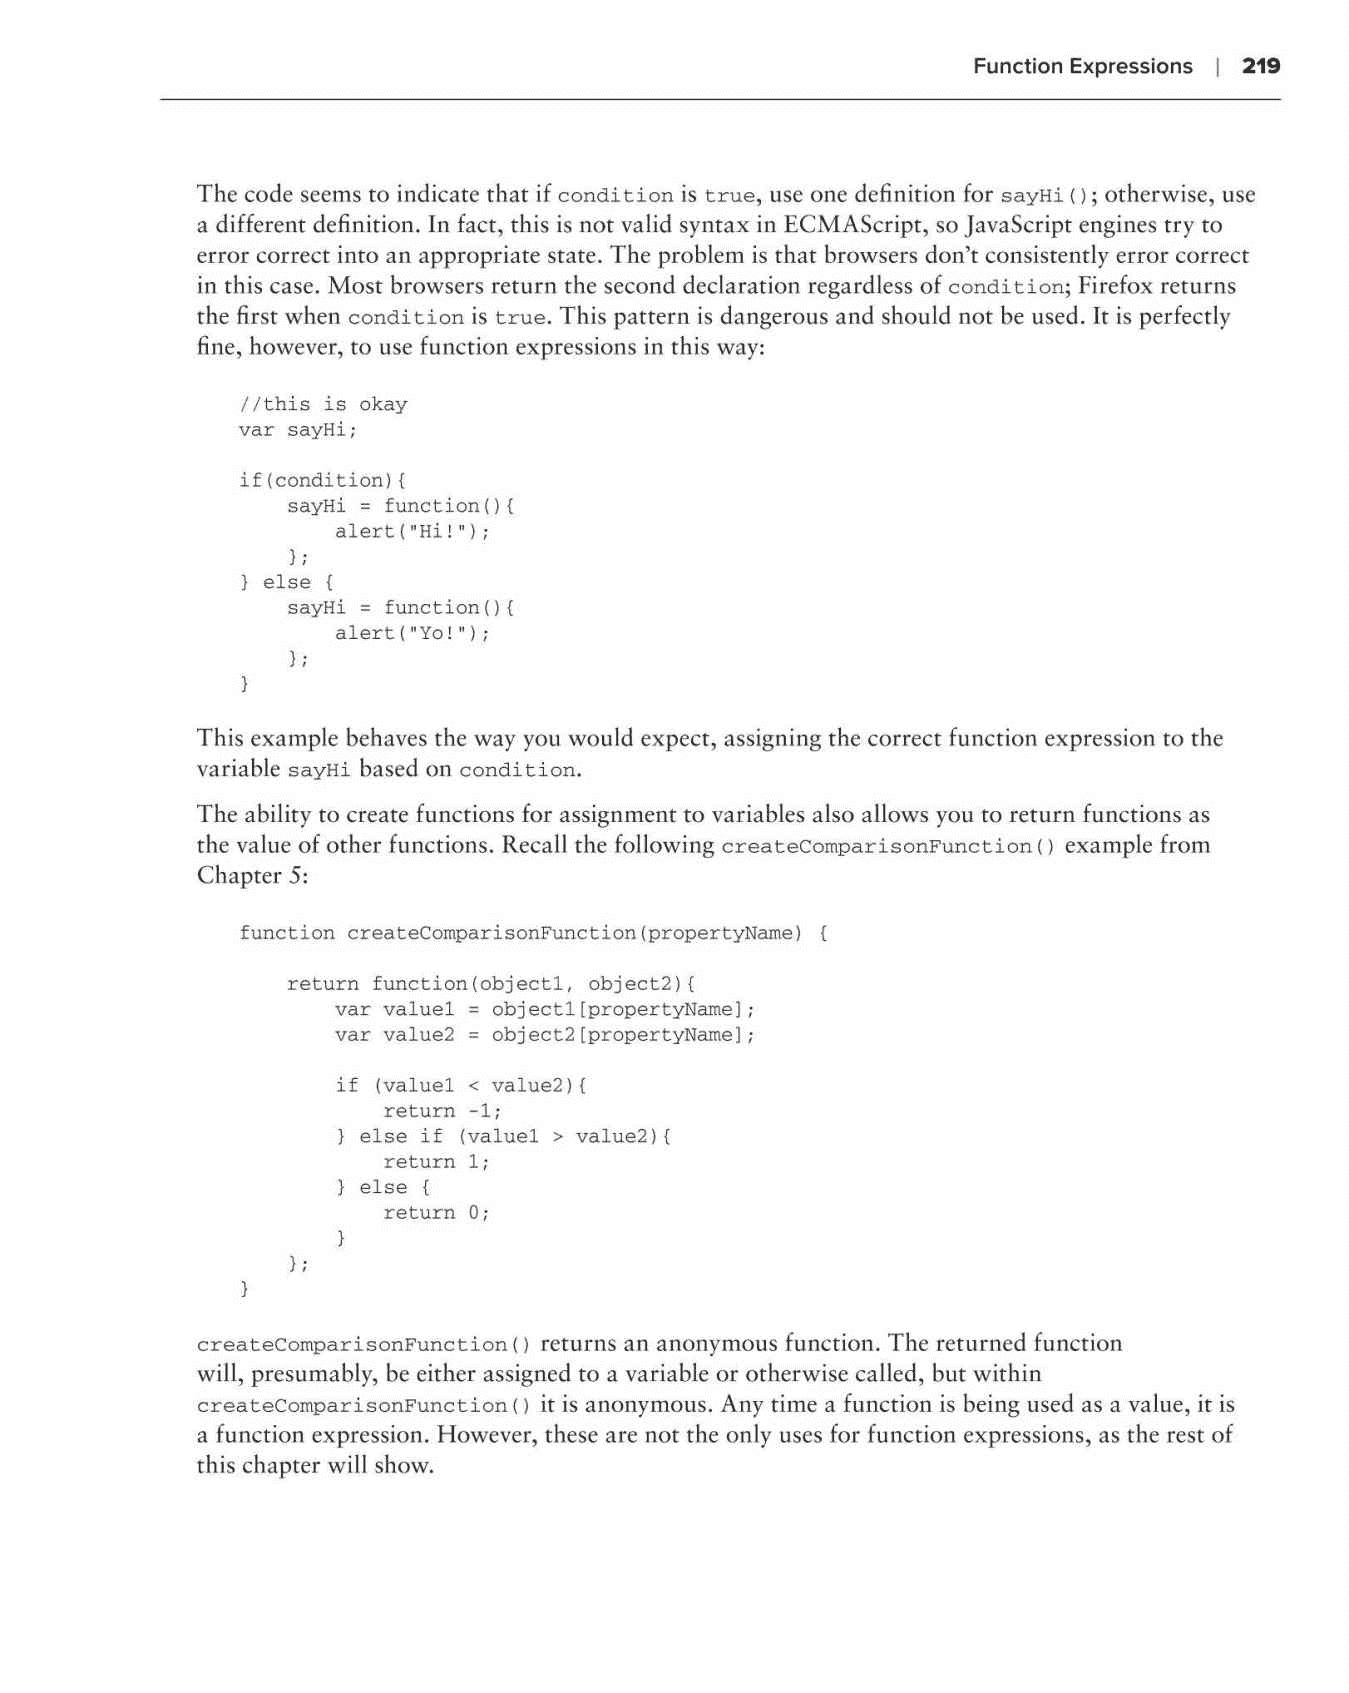 Function Expressions | 219
The code seems to indicate that if condition is true, use one definition for sayHi(); otherwise, use
a different definition. In fact, this is not valid syntax in ECMAScript, so JavaScript engines try to
error correct into an appropriate state. The problem is that browsers don’t consistently error correct
in this case. Most browsers return the second declaration regardless of condition; Firefox returns
the first when condition is true. This pattern is dangerous and should not be used. It is perfectly
fine, however, to use function expressions in this way:
//this is okay
var sayHi;
if(condition){
    sayHi = function(){
        alert("Hi!");
    };
} else {
    sayHi = function(){
        alert("Yo!");
    };
}
This example behaves the way you would expect, assigning the correct function expression to the
variable sayHi based on condition.
The ability to create functions for assignment to variables also allows you to return functions as
the value of other functions. Recall the following createComparisonFunction() example from
Chapter 5:
function createComparisonFunction(propertyName) {
    return function(object1, object2){
        var value1 = object1[propertyName];
        var value2 = object2[propertyName];
        if (value1 < value2){
            return -1;
        } else if (value1 > value2){
            return 1;
        } else {
            return 0;
        }
    };
}
createComparisonFunction() returns an anonymous function. The returned function
will, presumably, be either assigned to a variable or otherwise called, but within
createComparisonFunction() it is anonymous. Any time a function is being used as a value, it is
a function expression. However, these are not the only uses for function expressions, as the rest of
this chapter will show.